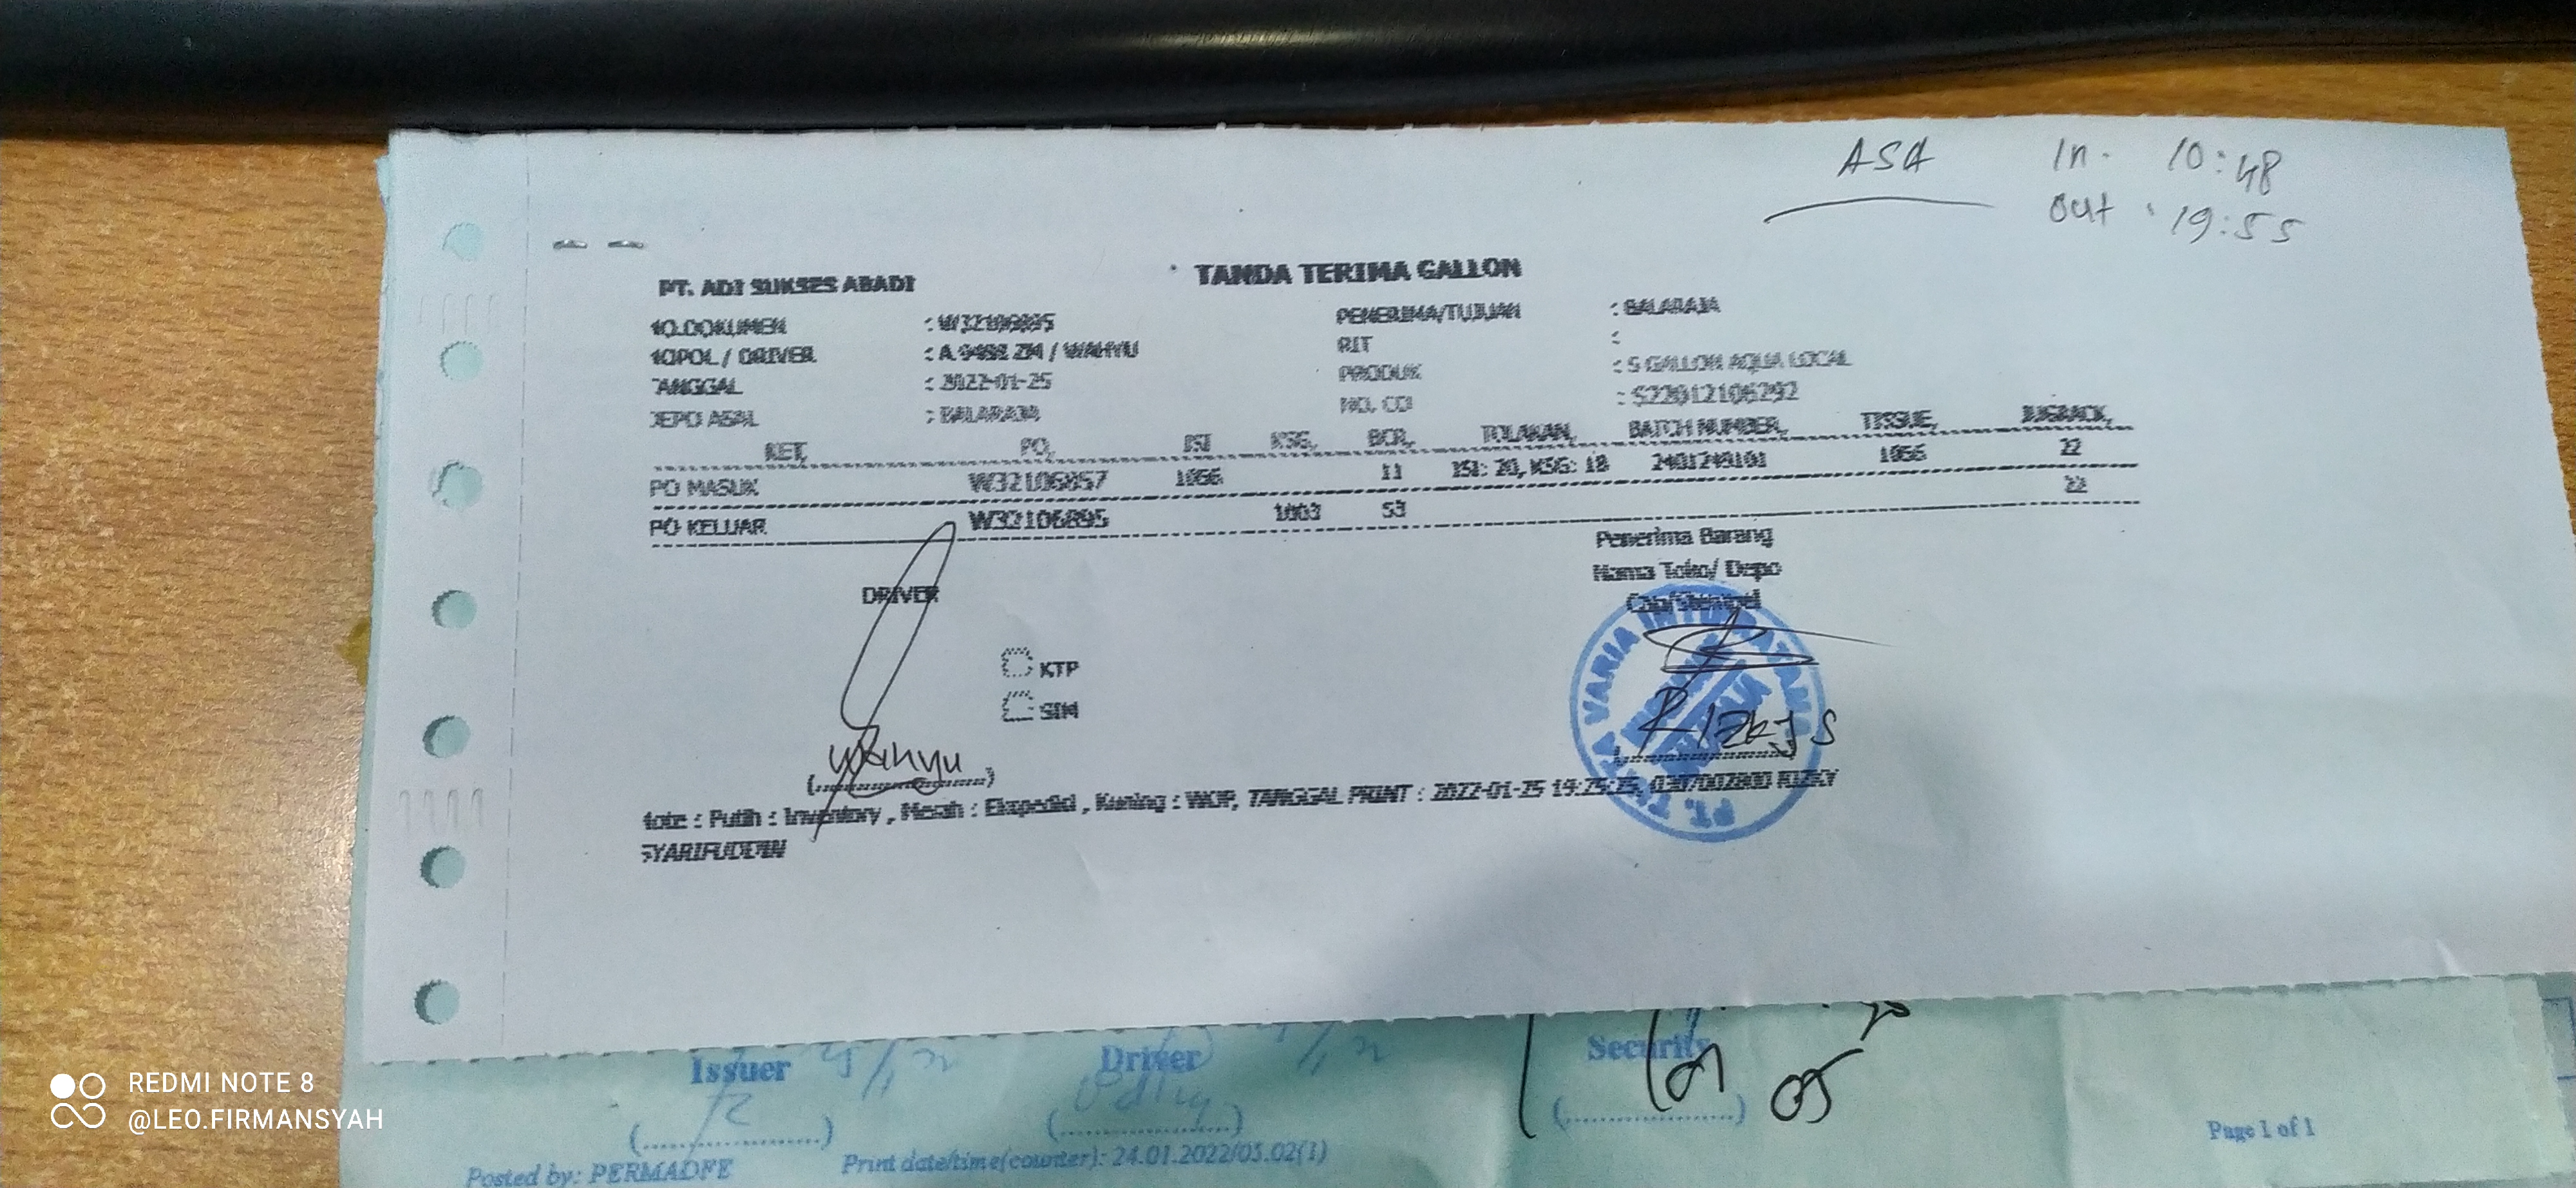 ASA In. 10:48
Out : 19:55
PT. ADI SUKSES ABADI TANDA TERIMA GALLON
NO.DOKUMEN : W32106895 PENERIMA/TUJUAN : BALARAJA
NOPOL / DRIVER : A 9498 ZM / WAHYU RIT :
TANGGAL : 2022-01-25 PRODUK : 5 GALLON AQUA LOCAL
DEPO ASAL : BALARAJA NO. CO : S22012106292
KET, PO, ISI KSG, BCR, TOLAKAN, BATCH NUMBER, TISSUE, JUGRACK,
PO MASUK W32106857 1056 11 ISI: 20, KSG: 18 2401249101 1056 22
PO KELUAR W32106895 1003 53 22
Penerima Barang
Nama Toko/ Depo
DRIVER Cap/Stempel
KTP
SIM
wahyu Rizky S
PT. TIRTA VARIA INTIPRATAMA
Note : Putih : Inventory , Merah : Ekspedisi , Kuning : WOP, TANGGAL PRINT : 2022-01-25 19:25:25, RIZKY
SYARIFUDDIN
Issuer Driver Security
05
Page 1 of 1
Posted by: PERMADFE Print date/time(counter): 24.01.2022/05.02(1)
REDMI NOTE 8
@LEO.FIRMANSYAH